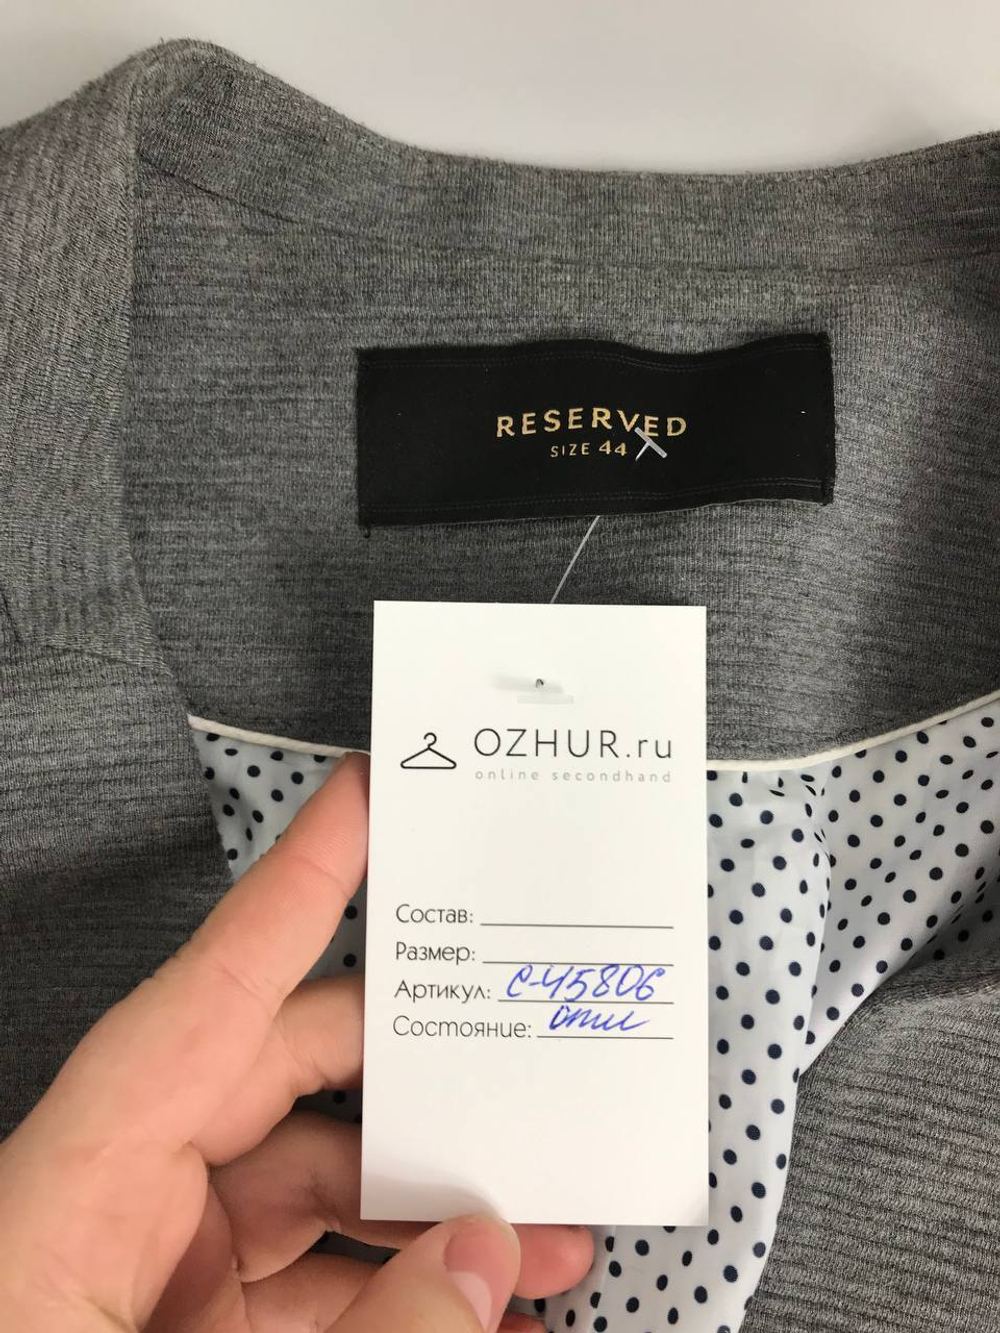 RESERVED
SIZE 44
OZHUR.ru
online secondhand
Состав:
Размер:
Артикул: С-45806
Состояние: отл